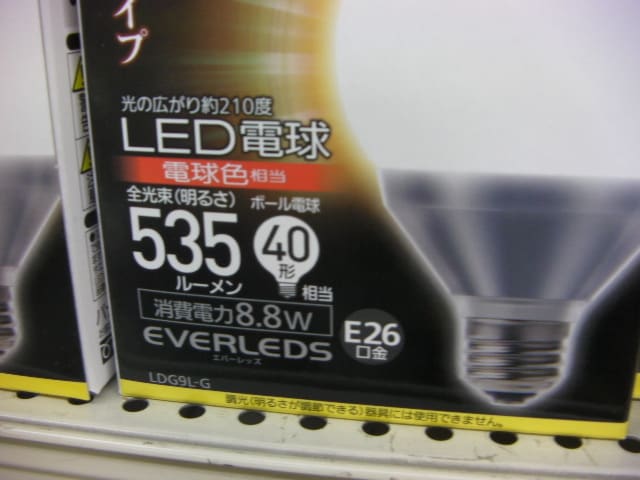 イプ
光の広がり約210度
LED電球
電球色相当
全光束(明るさ) ボール電球
535 40
ルーメン 形
相当
消費電力8.8W
EVERLEDS
エバーレッズ
E26
口金
LDG9L-G
調光(明るさが調節できる)器具には使用できません。